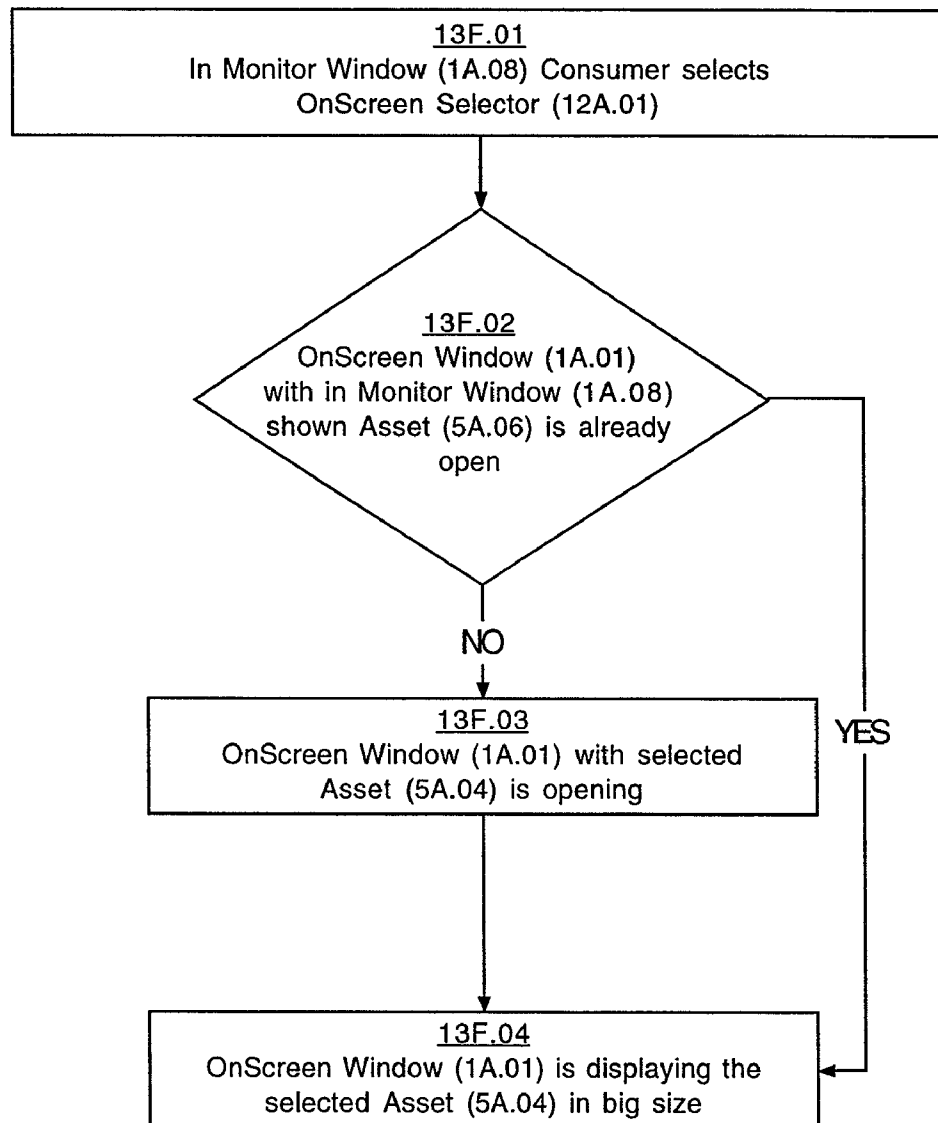 13F.01
In Monitor Window (1A.08) Consumer selects
OnScreen Selector (12A.01)
13F.02
OnScreen Window (1A.01)
with in Monitor Window (1A.08)
shown Asset (5A.06) is already
open
NO
YES
13F.03
OnScreen Window (1A.01) with selected
Asset (5A.04) is opening
13F.04
OnScreen Window (1A.01) is displaying the
selected Asset (5A.04) in big size